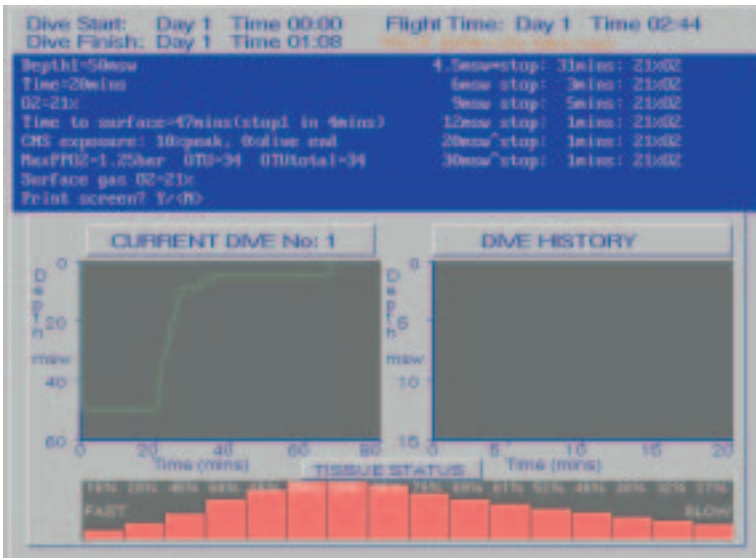 Dive Start: Day 1 Time 00:00 Flight Time: Day 1 Time 02:44
Dive Finish: Day 1 Time 01:08
Depth1=50msw 4.5msw=stop: 31mins: 21%O2
Time=20mins 6msw stop: 3mins: 21%O2
O2=21% 9msw stop: 5mins: 21%O2
Time to surface=47mins(stop1 in 4mins) 12msw stop: 1mins: 21%O2
CNS exposure: 10%peak, 0%dive end 20msw^stop: 1mins: 21%O2
MaxPPO2=1.25bar OTU=34 OTUtotal=34 30msw^stop: 1mins: 21%O2
Surface gas O2=21%
Print screen? Y/<N>
CURRENT DIVE No: 1 DIVE HISTORY
0 0
Depth msw Depth msw
20 5
40 10
60 15
0 20 40 60 80 0 5 10 15 20
Time (mins) TISSUE STATUS Time (mins)
FAST SLOW